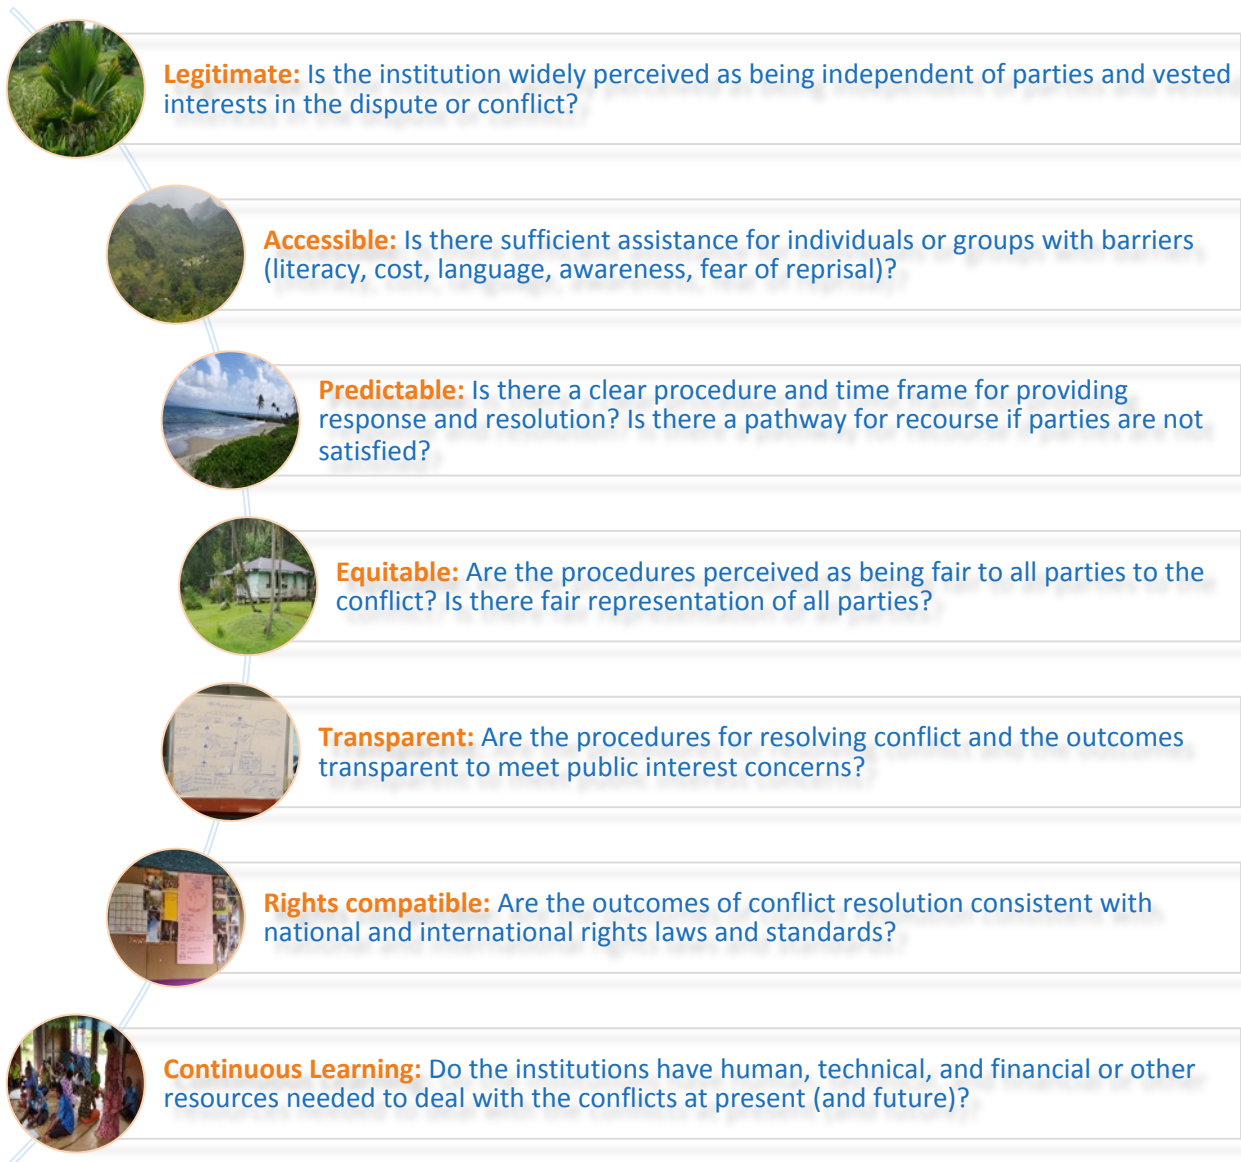 Legitimate: Is the institution widely perceived as being independent of parties and vested
interests in the dispute or conflict?
Accessible: Is there sufficient assistance for individuals or groups with barriers
(literacy, cost, language, awareness, fear of reprisal)?
Predictable: Is there a clear procedure and time frame for providing
response and resolution? Is there a pathway for recourse if parties are not
satisfied?
Equitable: Are the procedures perceived as being fair to all parties to the
conflict? Is there fair representation of all parties?
Transparent: Are the procedures for resolving conflict and the outcomes
transparent to meet public interest concerns?
Rights compatible: Are the outcomes of conflict resolution consistent with
national and international rights laws and standards?
Continuous Learning: Do the institutions have human, technical, and financial or other
resources needed to deal with the conflicts at present (and future)?